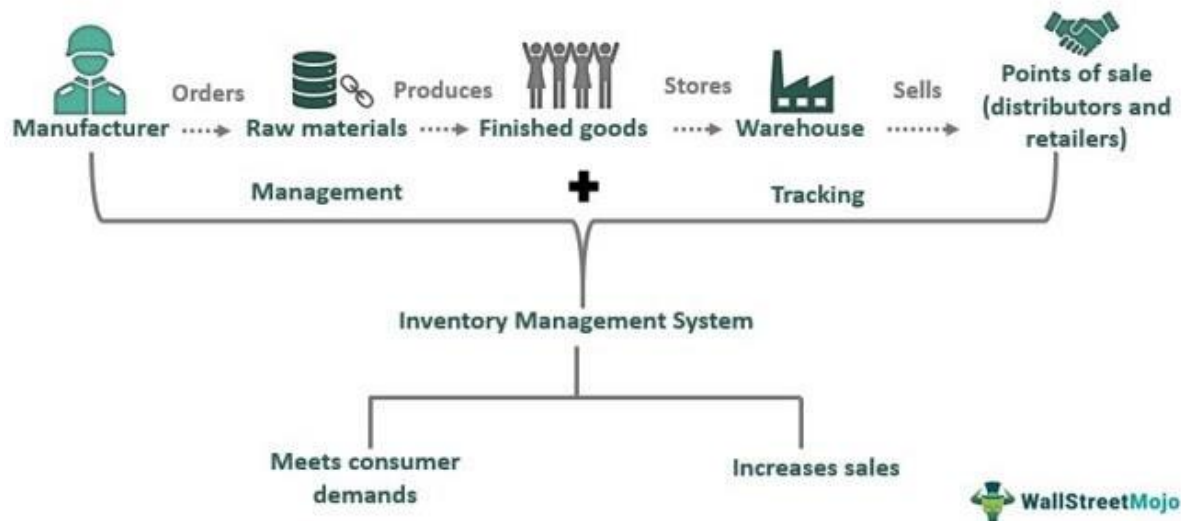 Orders
Produces
Stores
Sells
Manufacturer
Raw materials
Finished goods
Warehouse
Points of sale
(distributors and
retailers)
Management
Tracking
Inventory Management System
Meets consumer
demands
Increases sales
WallStreetMojo